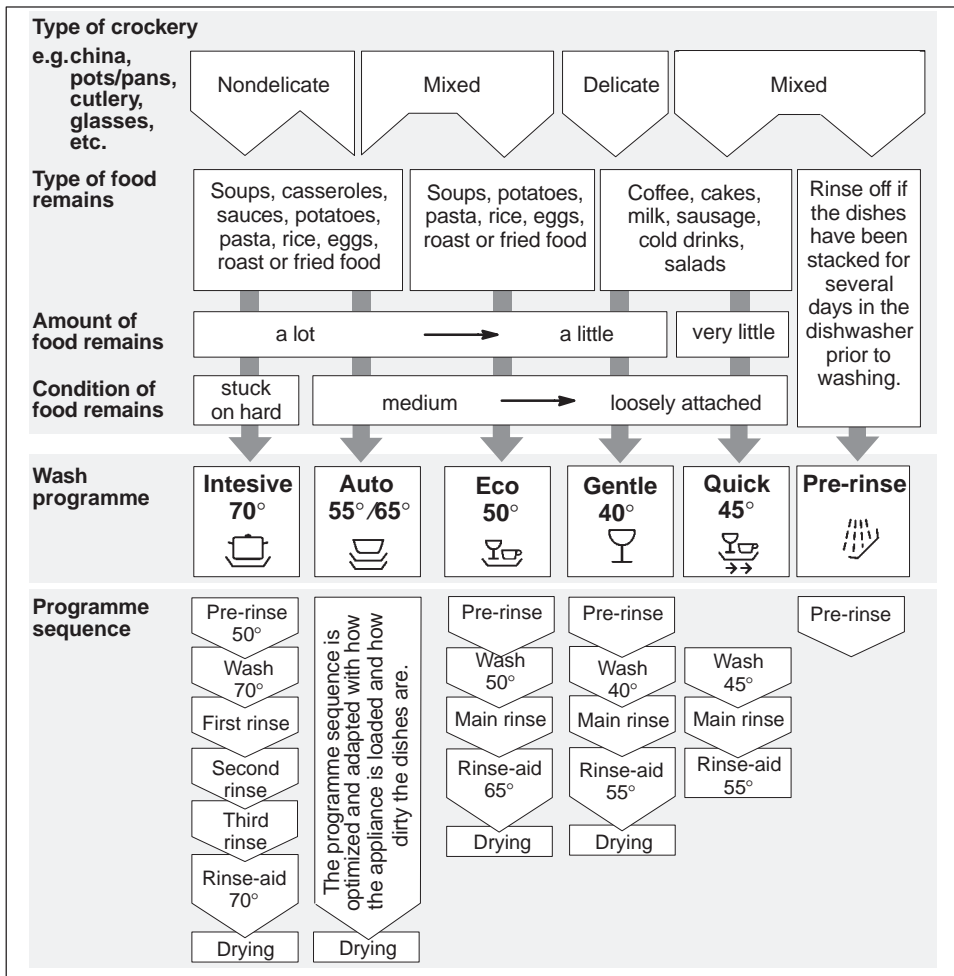 Type of crockery
e.g. china,
pots/pans,
cutlery,
glasses,
etc.
Nondelicate
Mixed
Delicate
Mixed
Type of food
remains
Soups, casseroles,
sauces, potatoes,
pasta, rice, eggs,
roast or fried food
Soups, potatoes,
pasta, rice, eggs,
roast or fried food
Coffee, cakes,
milk, sausage,
cold drinks,
salads
Rinse off if
the dishes
have been
stacked for
several
days in the
dishwasher
prior to
washing.
Amount of
food remains
a lot
a little
very little
Condition of
food remains
stuck
on hard
medium
loosely attached
Wash
programme
Intesive
70°
Auto
55°/65°
Eco
50°
Gentle
40°
Quick
45°
Pre-rinse
Programme
sequence
Pre-rinse
50°
Wash
70°
First rinse
Second
rinse
Third
rinse
Rinse-aid
70°
Drying
The programme sequence is
optimized and adapted with how
the appliance is loaded and how
dirty the dishes are.
Drying
Pre-rinse
Wash
50°
Main rinse
Rinse-aid
65°
Drying
Pre-rinse
Wash
40°
Main rinse
Rinse-aid
55°
Drying
Wash
45°
Main rinse
Rinse-aid
55°
Pre-rinse